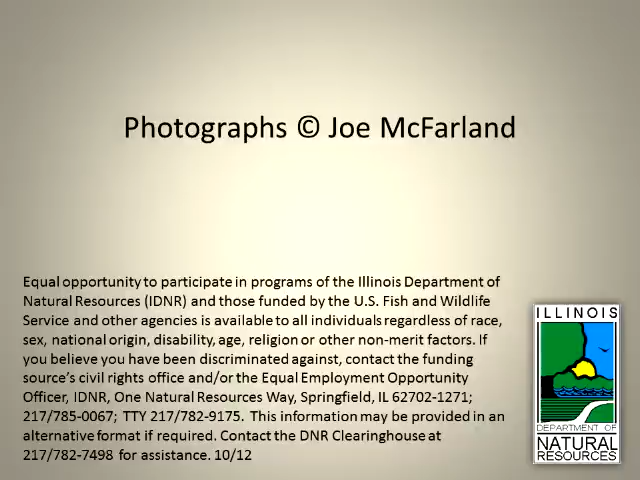 Photographs © Joe McFarland
Equal opportunity to participate in programs of the Illinois Department of
Natural Resources (IDNR) and those funded by the U.S. Fish and Wildlife
Service and other agencies is available to all individuals regardless of race,
sex, national origin, disability, age, religion or other non-merit factors. If
you believe you have been discriminated against, contact the funding
source's civil rights office and/or the Equal Employment Opportunity
Officer, IDNR, One Natural Resources Way, Springfield, IL 62702-1271;
217/785-0067; TTY 217/782-9175. This information may be provided in an
alternative format if required. Contact the DNR Clearinghouse at
217/782-7498 for assistance. 10/12
ILLINOIS
DEPARTMENT OF
NATURAL
RESOURCES